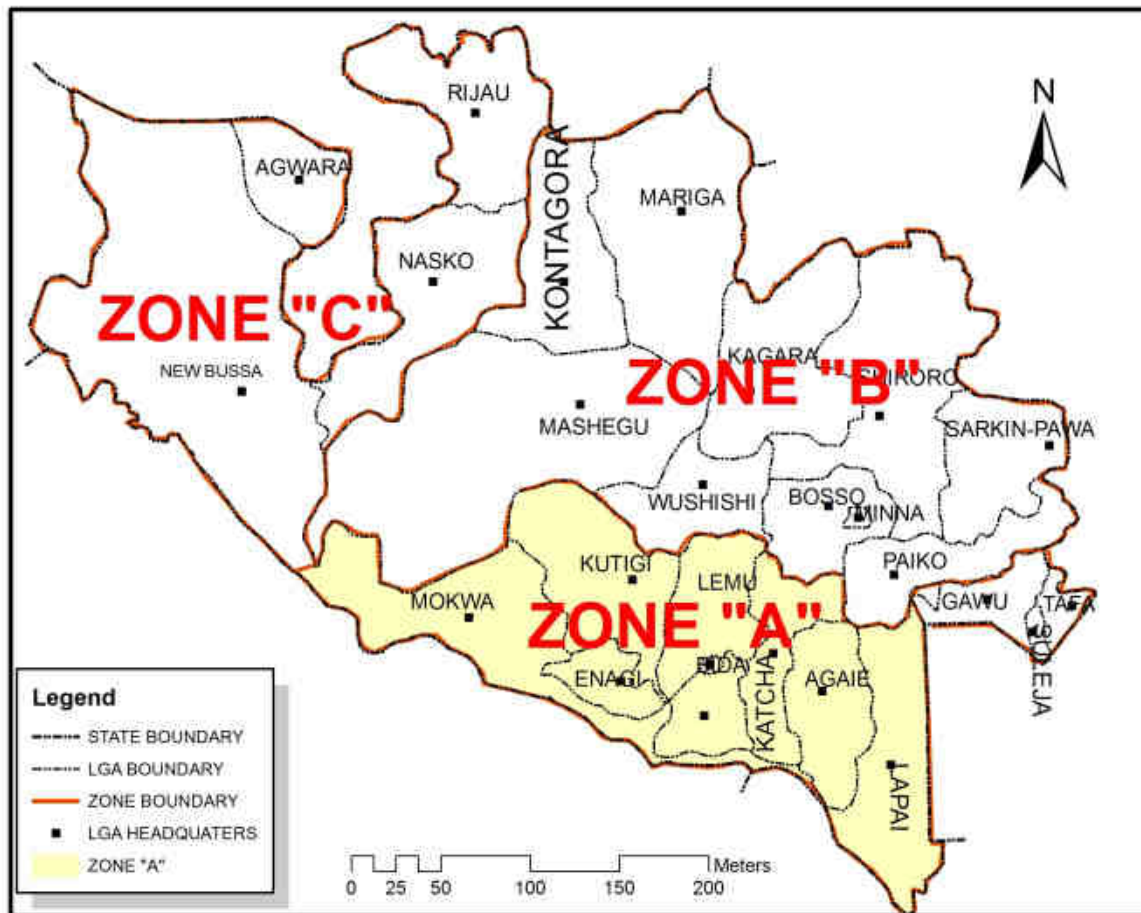 N
RIJAU
AGWARA
KONTAGORA
MARIGA
NASKO
ZONE "C"
NEW BUSSA
KAGARA
ZONE "B"
SHIRORO
MASHEGU
SARKIN-PAWA
WUSHISHI
BOSSO
MINNA
PAIKO
KUTIGI
LEMU
GAWU
TAFA
SULEJA
MOKWA
ZONE "A"
ENAGI
BIDA
KATCHA
AGAIE
LAPAI
Legend
STATE BOUNDARY
LGA BOUNDARY
ZONE BOUNDARY
LGA HEADQUATERS
ZONE "A"
Meters
0 25 50 100 150 200